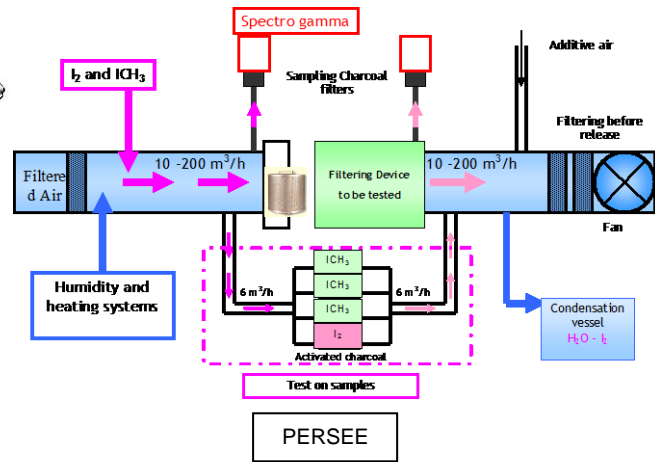 Spectro gamma
I₂ and ICH₃
Sampling Charcoal
filters
Additive air
Filtering before
release
Filtere
d Air
10 -200 m³/h
Filtering Device
to be tested
10 -200 m³/h
Fan
Humidity and
heating systems
6 m³/h
ICH₃
ICH₃
ICH₃
I₂
6 m³/h
Activated charcoal
Condensation
vessel
H₂O - I₂
Test on samples
PERSEE